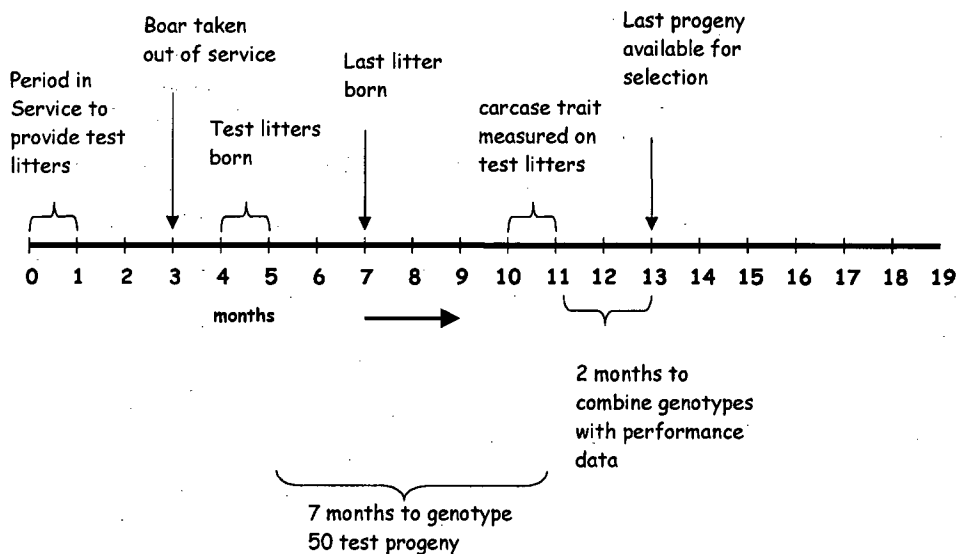 Boar taken
out of service
Last progeny
available for
selection
Last litter
born
Period in
Service to
provide test
litters
Test litters
born
carcase trait
measured on
test litters
0 1 2 3 4 5 6 7 8 9 10 11 12 13 14 15 16 17 18 19
months
2 months to
combine genotypes
with performance
data
7 months to genotype
50 test progeny